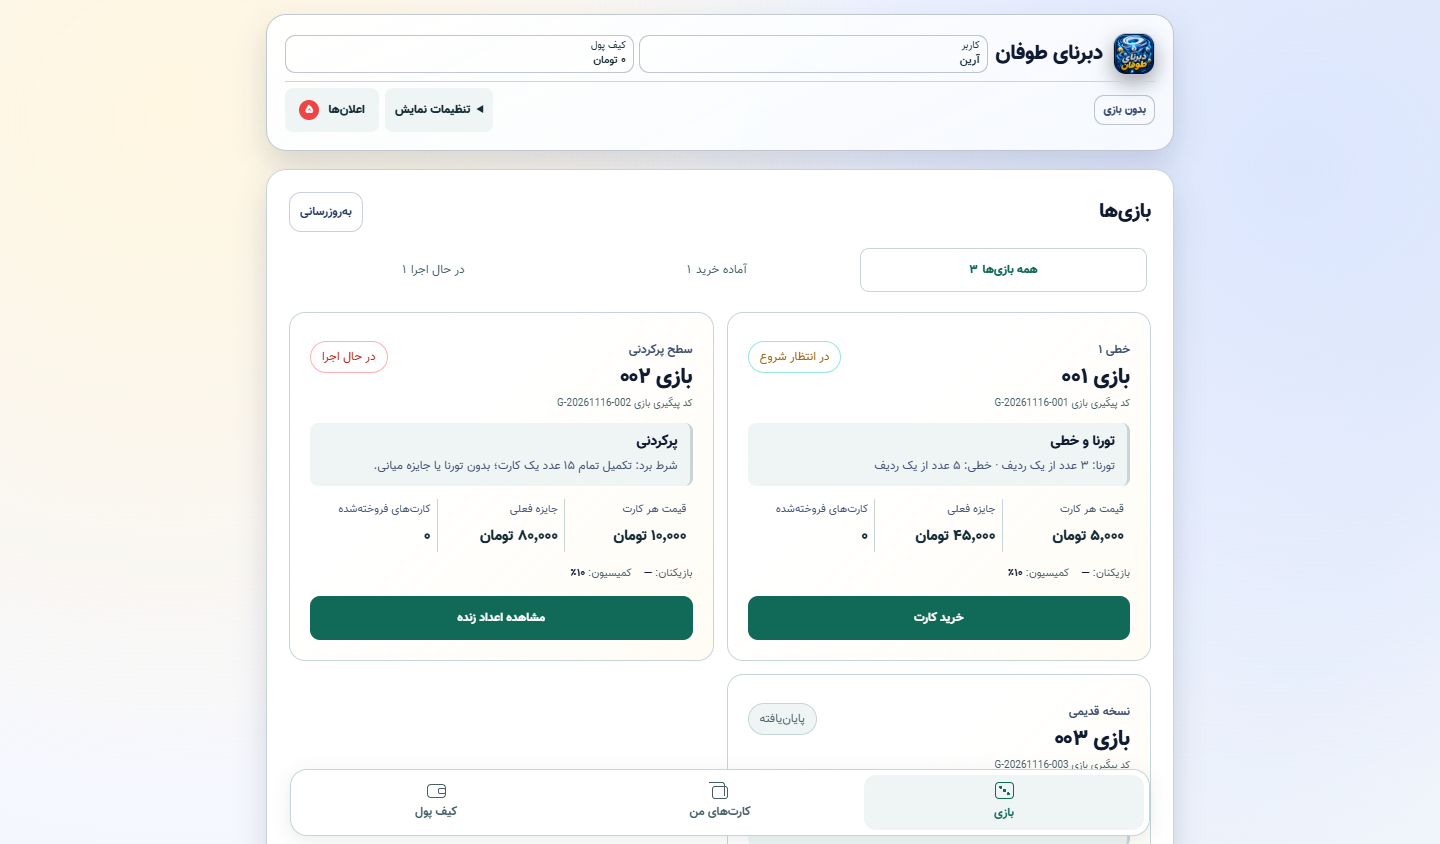 دبرنای طوفان
دبرنای طوفان
کاربر
آرین
کیف پول
۰ تومان
بدون بازی
تنظیمات نمایش
اعلان‌ها ۵
بازی‌ها
به‌روزرسانی
همه بازی‌ها ۳
آماده خرید ۱
در حال اجرا ۱
خطی ۱
در انتظار شروع
بازی ۰۰۱
کد پیگیری بازی G-20261116-001
تورنا و خطی
تورنا: ۳ عدد از یک ردیف · خطی: ۵ عدد از یک ردیف
قیمت هر کارت
جایزه فعلی
کارت‌های فروخته‌شده
۵,۰۰۰ تومان
۴۵,۰۰۰ تومان
۰
بازیکنان: — کمیسیون: ۱۰٪
خرید کارت
سطح پرکردنی
در حال اجرا
بازی ۰۰۲
کد پیگیری بازی G-20261116-002
پرکردنی
شرط برد: تکمیل تمام ۱۵ عدد یک کارت؛ بدون تورنا یا جایزه میانی.
قیمت هر کارت
جایزه فعلی
کارت‌های فروخته‌شده
۱۰,۰۰۰ تومان
۸۰,۰۰۰ تومان
۰
بازیکنان: — کمیسیون: ۱۰٪
مشاهده اعداد زنده
نسخه قدیمی
پایان‌یافته
بازی ۰۰۳
کد پیگیری بازی G-20261116-003
بازی
کارت‌های من
کیف پول